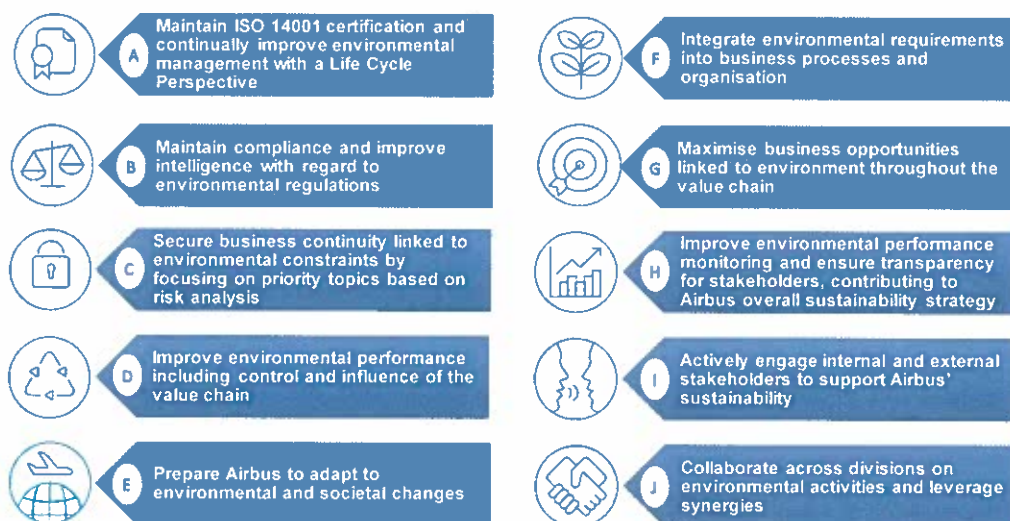 A
Maintain ISO 14001 certification and
continually improve environmental
management with a Life Cycle
Perspective
B
Maintain compliance and improve
intelligence with regard to
environmental regulations
C
Secure business continuity linked to
environmental constraints by
focusing on priority topics based on
risk analysis
D
Improve environmental performance
including control and influence of the
value chain
E
Prepare Airbus to adapt to
environmental and societal changes
F
Integrate environmental requirements
into business processes and
organisation
G
Maximise business opportunities
linked to environment throughout the
value chain
H
Improve environmental performance
monitoring and ensure transparency
for stakeholders, contributing to
Airbus overall sustainability strategy
I
Actively engage internal and external
stakeholders to support Airbus'
sustainability
J
Collaborate across divisions on
environmental activities and leverage
synergies